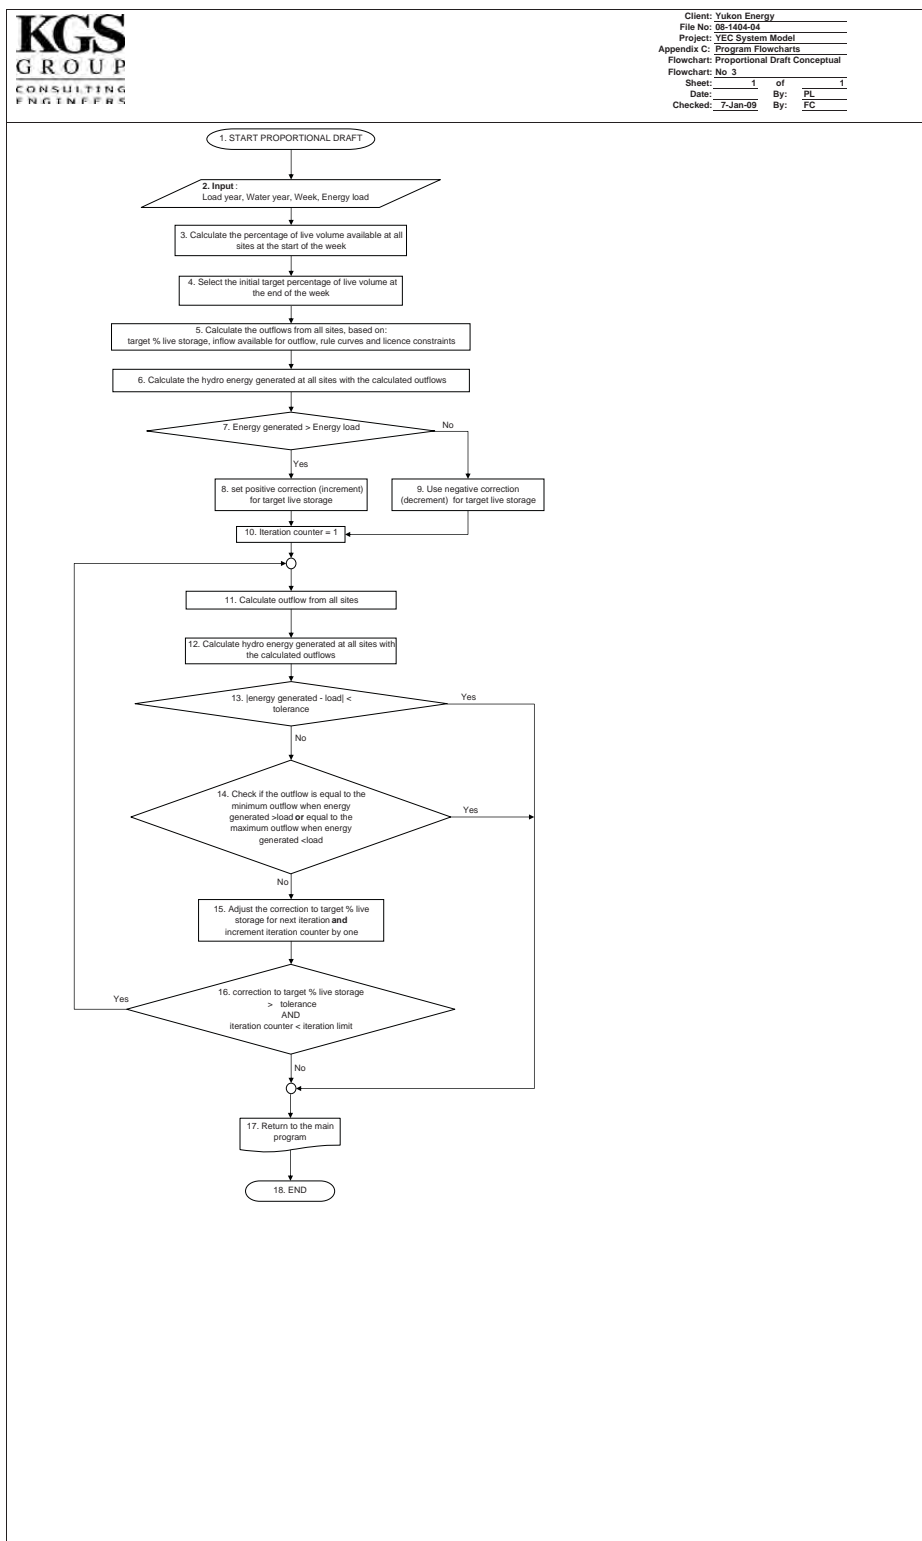 KGS
GROUP
CONSULTING
ENGINEERS
Client: Yukon Energy
File No: 08-1404-04
Project: YEC System Model
Appendix C: Program Flowcharts
Flowchart: Proportional Draft Conceptual
Flowchart: No 3
Sheet: 1 of 1
Date: By: PL
Checked: 7-Jan-09 By: FC
1. START PROPORTIONAL DRAFT
2. Input :
Load year, Water year, Week, Energy load
3. Calculate the percentage of live volume available at all
sites at the start of the week
4. Select the initial target percentage of live volume at
the end of the week
5. Calculate the outflows from all sites, based on:
target % live storage, inflow available for outflow, rule curves and licence constraints
6. Calculate the hydro energy generated at all sites with the calculated outflows
7. Energy generated > Energy load
No
Yes
8. set positive correction (increment)
for target live storage
9. Use negative correction
(decrement) for target live storage
10. Iteration counter = 1
11. Calculate outflow from all sites
12. Calculate hydro energy generated at all sites with
the calculated outflows
13. |energy generated - load| <
tolerance
Yes
No
14. Check if the outflow is equal to the
minimum outflow when energy
generated >load or equal to the
maximum outflow when energy
generated <load
Yes
No
15. Adjust the correction to target % live
storage for next iteration and
increment iteration counter by one
16. correction to target % live storage
> tolerance
AND
iteration counter < iteration limit
Yes
No
17. Return to the main
program
18. END